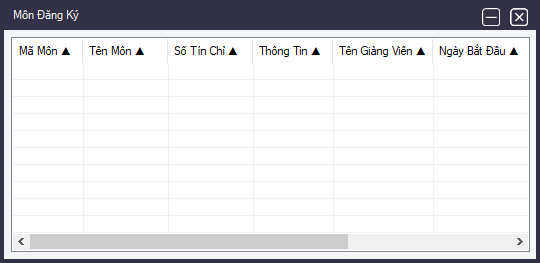 Môn Đăng Ký
Mã Môn ▲ Tên Môn ▲ Số Tín Chỉ ▲ Thông Tin ▲ Tên Giảng Viên ▲ Ngày Bắt Đầu ▲